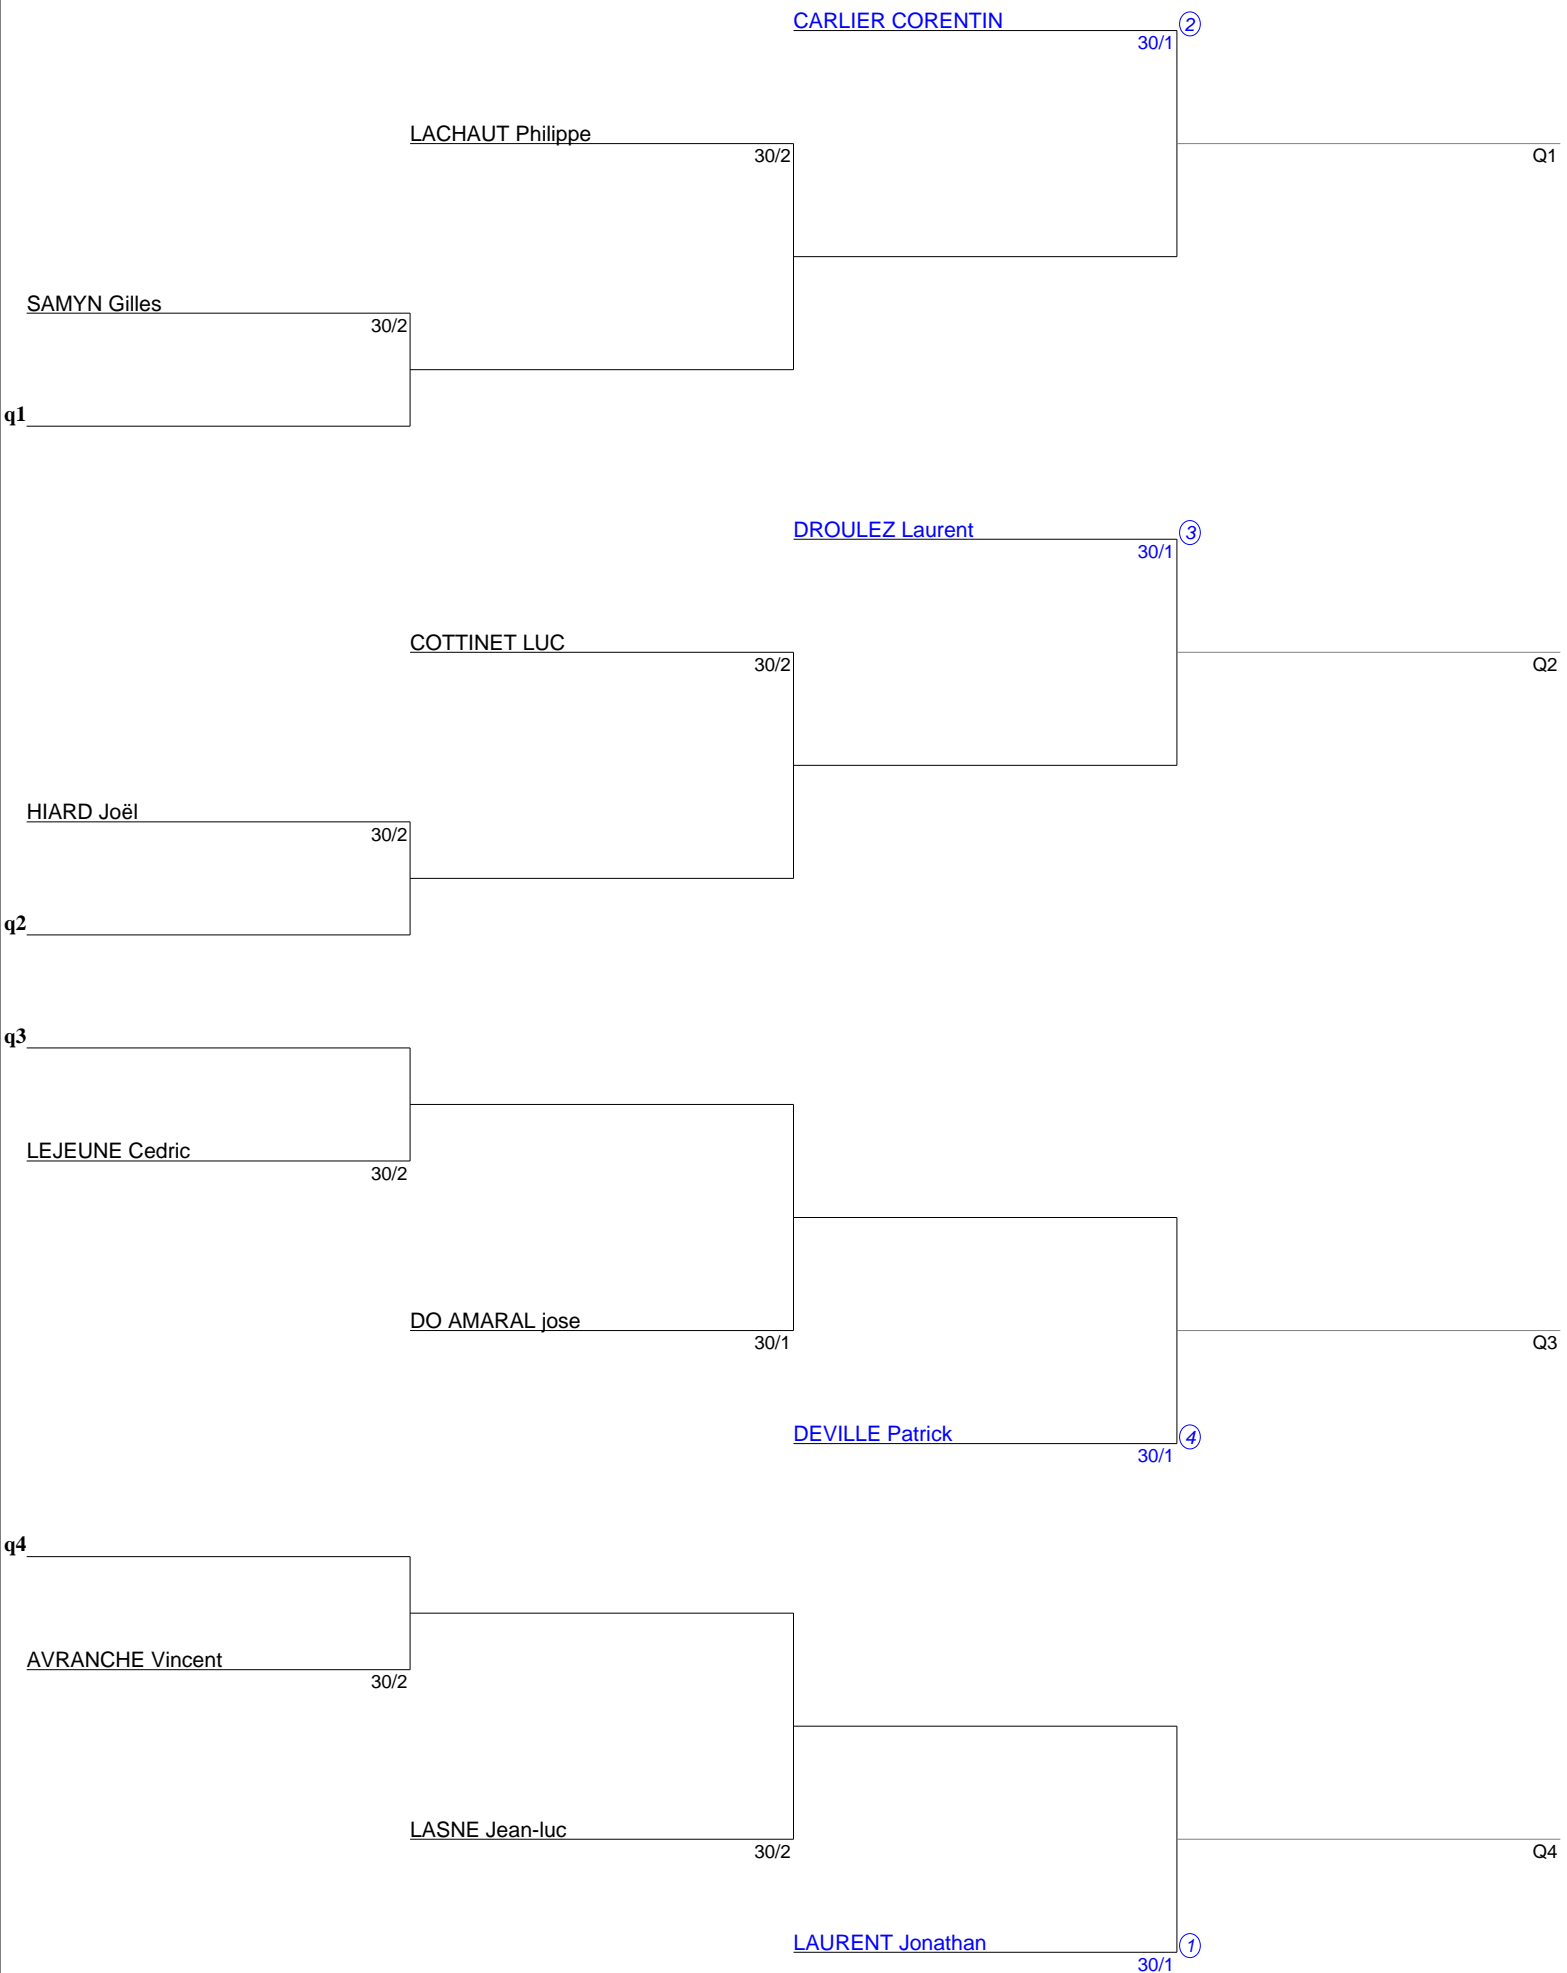 CARLIER CORENTIN
2
30/1
LACHAUT Philippe
30/2
Q1
SAMYN Gilles
30/2
q1
DROULEZ Laurent
3
30/1
COTTINET LUC
30/2
Q2
HIARD Joël
30/2
q2
q3
LEJEUNE Cedric
30/2
DO AMARAL jose
30/1
Q3
DEVILLE Patrick
4
30/1
q4
AVRANCHE Vincent
30/2
LASNE Jean-luc
30/2
Q4
LAURENT Jonathan
1
30/1